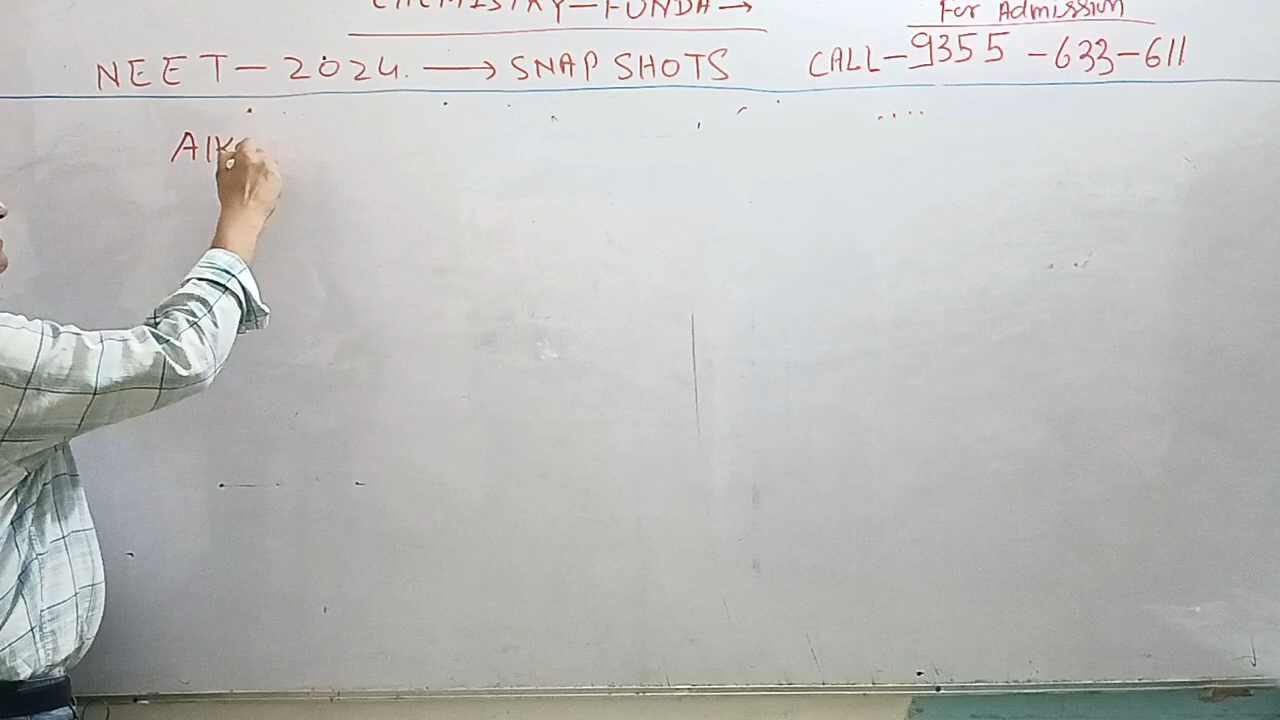 CHEMISTRY-FUNDA→
For Admission
NEET-2024. ⟶ SNAP SHOTS CALL-9355-633-611
Alk